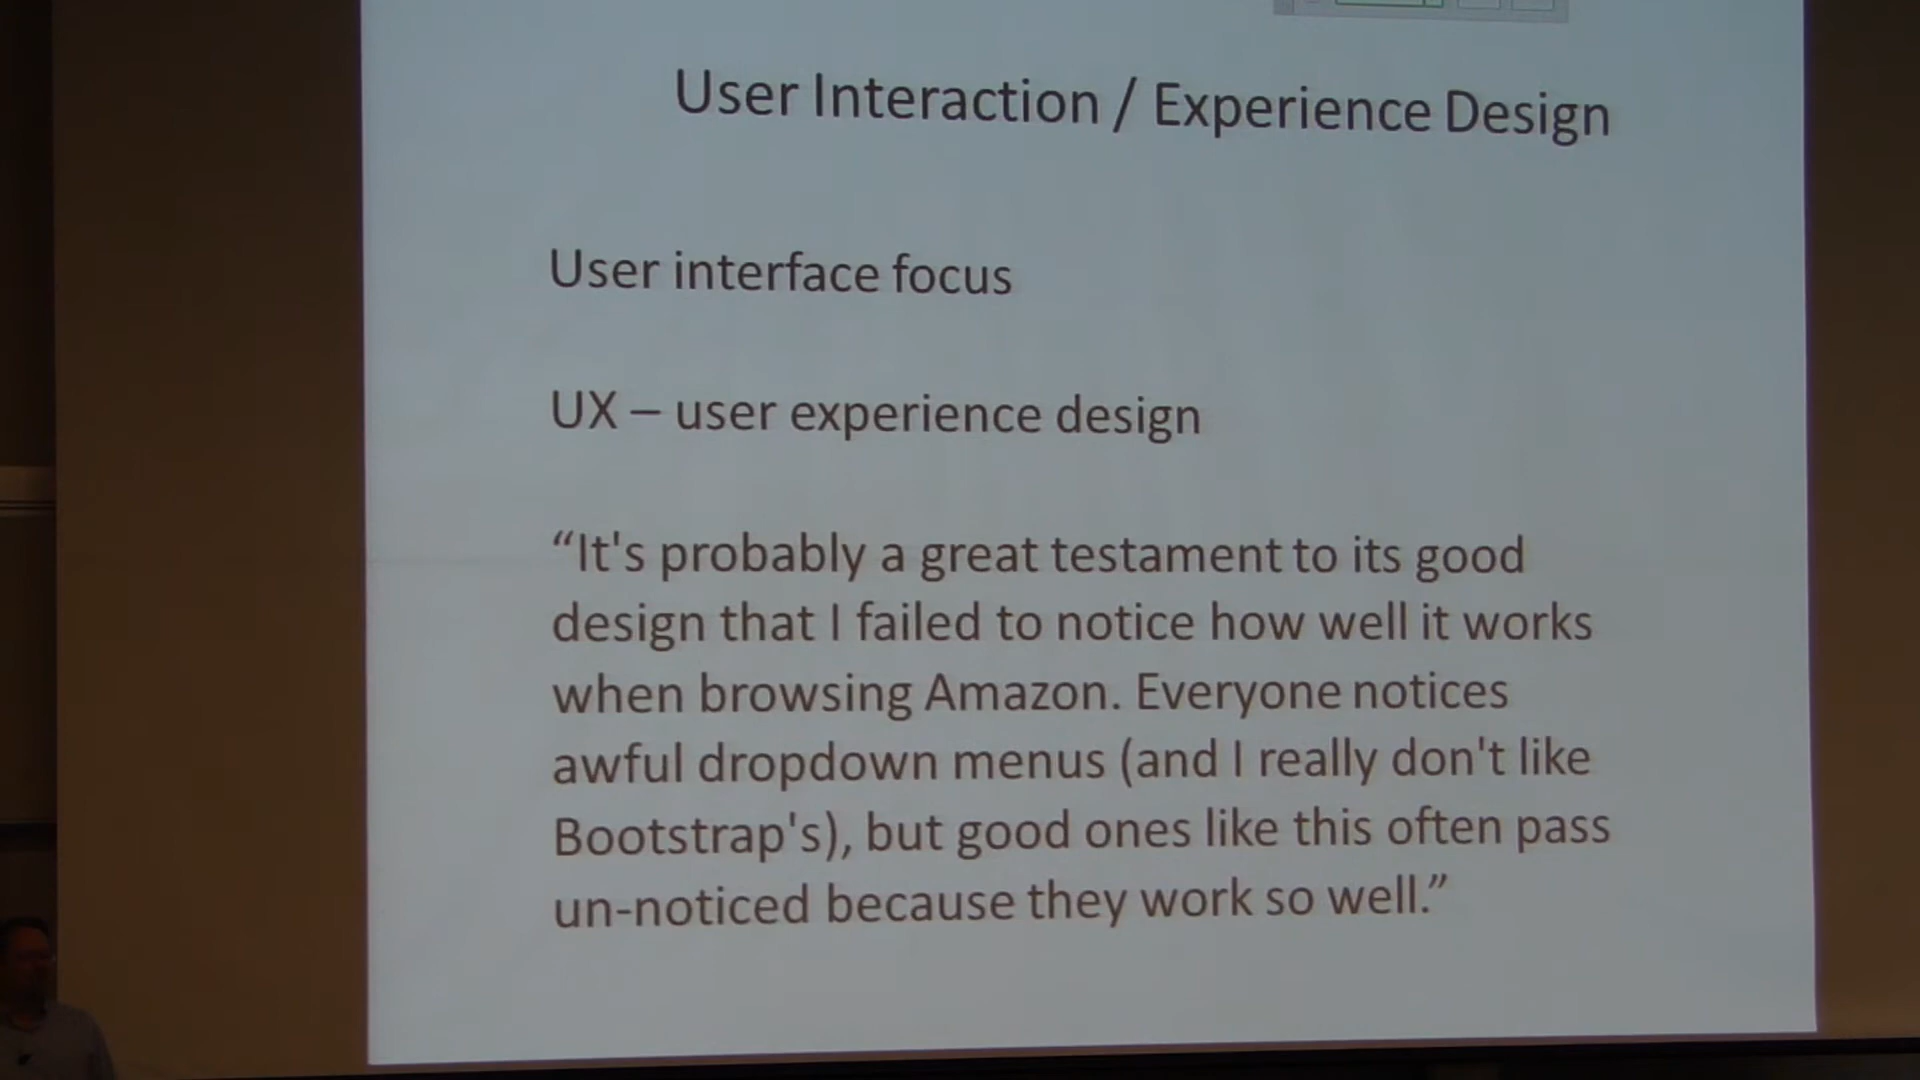 User Interaction / Experience Design
User interface focus
UX – user experience design
“It's probably a great testament to its good
design that I failed to notice how well it works
when browsing Amazon. Everyone notices
awful dropdown menus (and I really don't like
Bootstrap's), but good ones like this often pass
un-noticed because they work so well.”